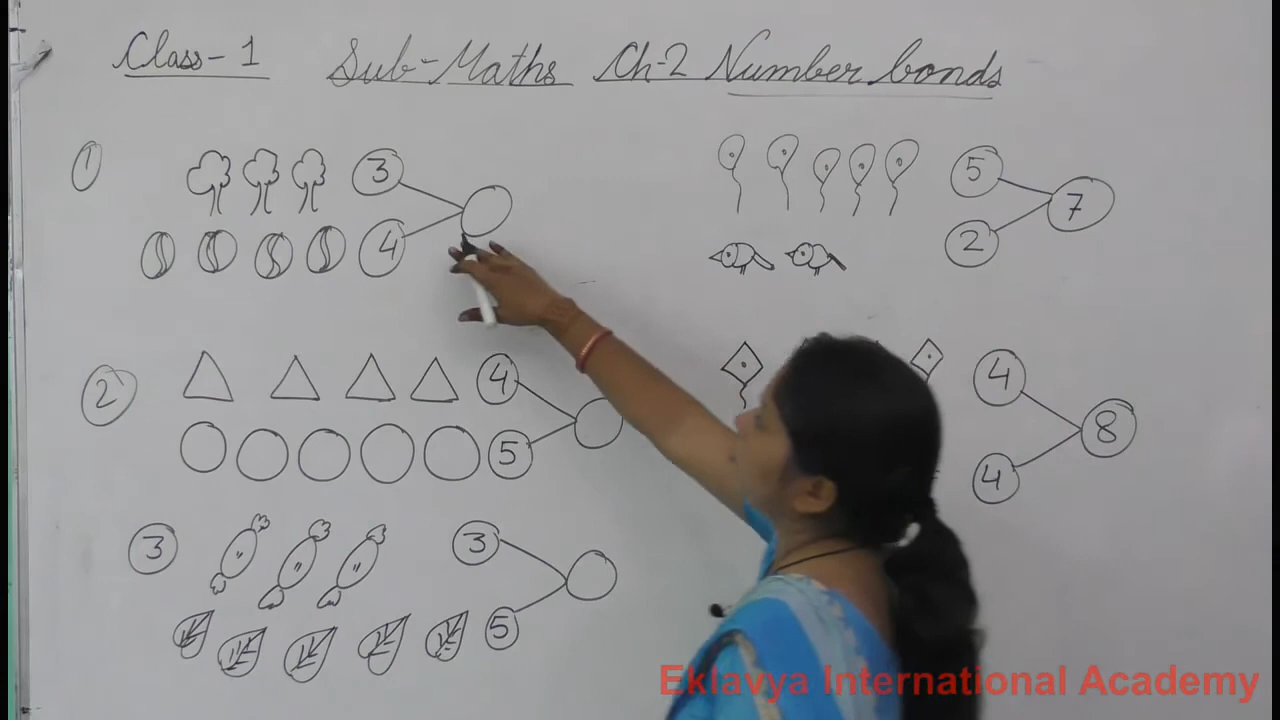 Class-1 Sub-Maths Ch-2 Number bonds
1 3 5
4 7
2
2 4 4
5 8
4
3 3
5
Eklavya International Academy